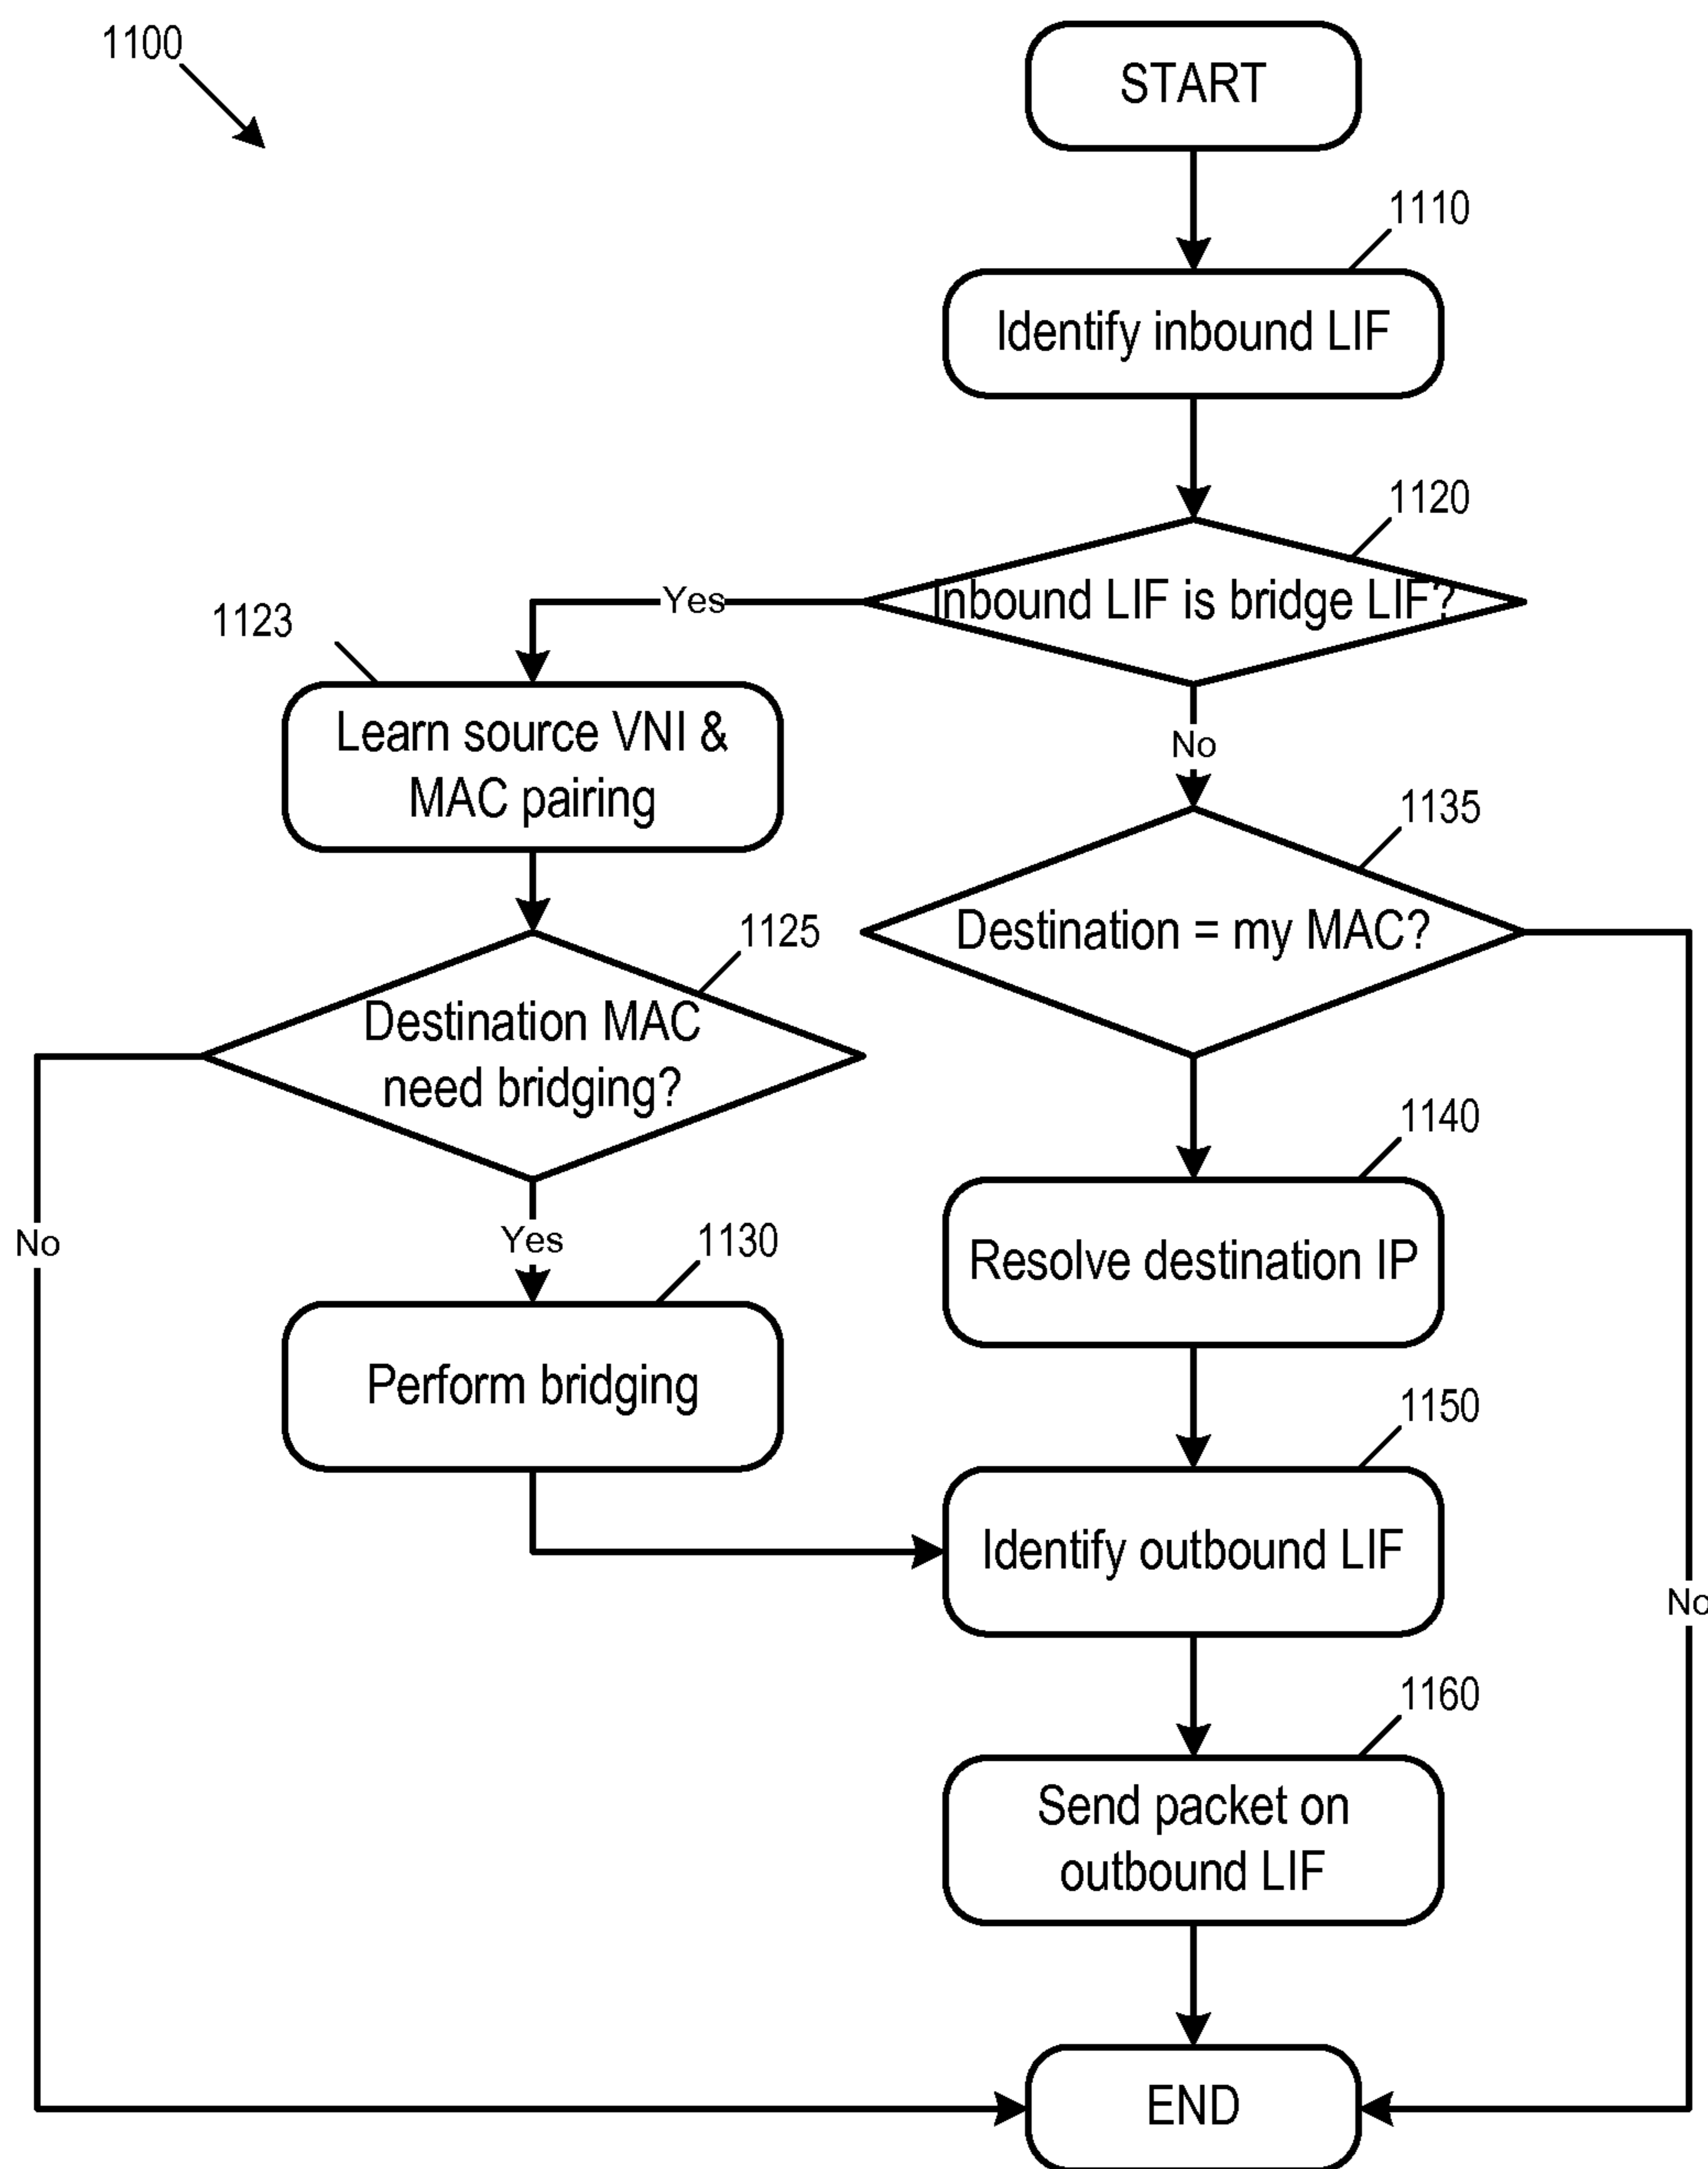 1100
START
1110
Identify inbound LIF
1120
Inbound LIF is bridge LIF?
Yes
1123
Learn source VNI &
MAC pairing
No
1135
Destination = my MAC?
1125
Destination MAC
need bridging?
1140
Resolve destination IP
No
Yes
1130
Perform bridging
1150
Identify outbound LIF
No
1160
Send packet on
outbound LIF
END